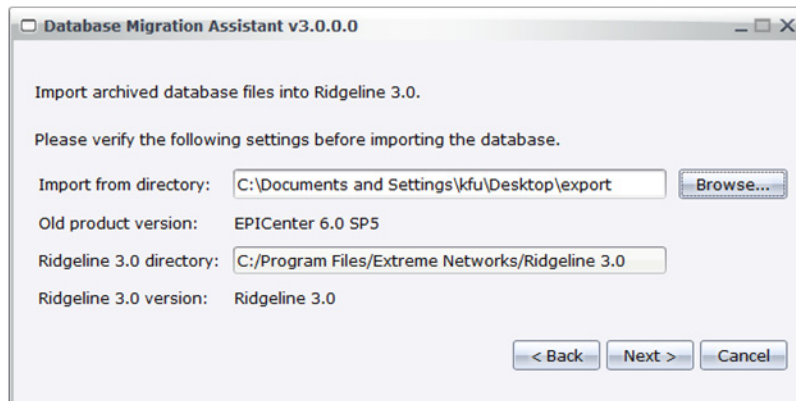 Database Migration Assistant v3.0.0.0
Import archived database files into Ridgeline 3.0.
Please verify the following settings before importing the database.
Import from directory: C:\Documents and Settings\kfu\Desktop\export Browse...
Old product version: EPICenter 6.0 SP5
Ridgeline 3.0 directory: C:/Program Files/Extreme Networks/Ridgeline 3.0
Ridgeline 3.0 version: Ridgeline 3.0
< Back Next > Cancel